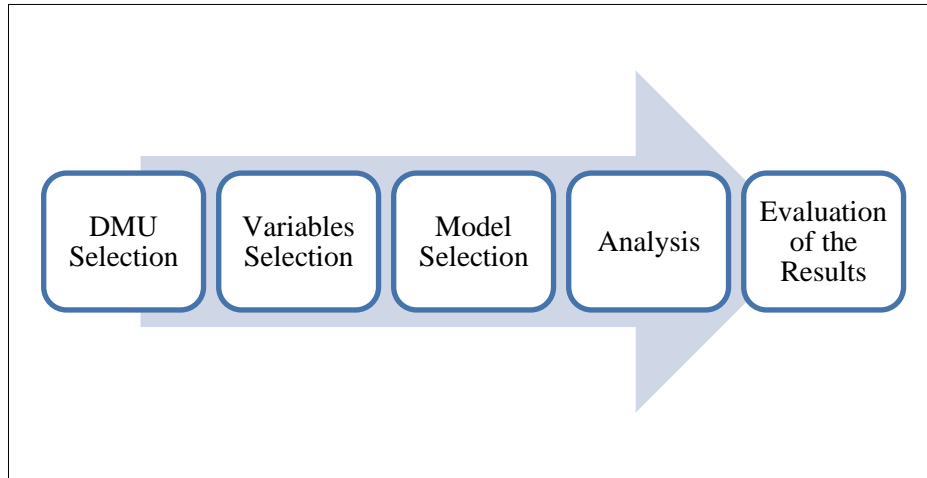 DMU
Selection
Variables
Selection
Model
Selection
Analysis
Evaluation
of the
Results